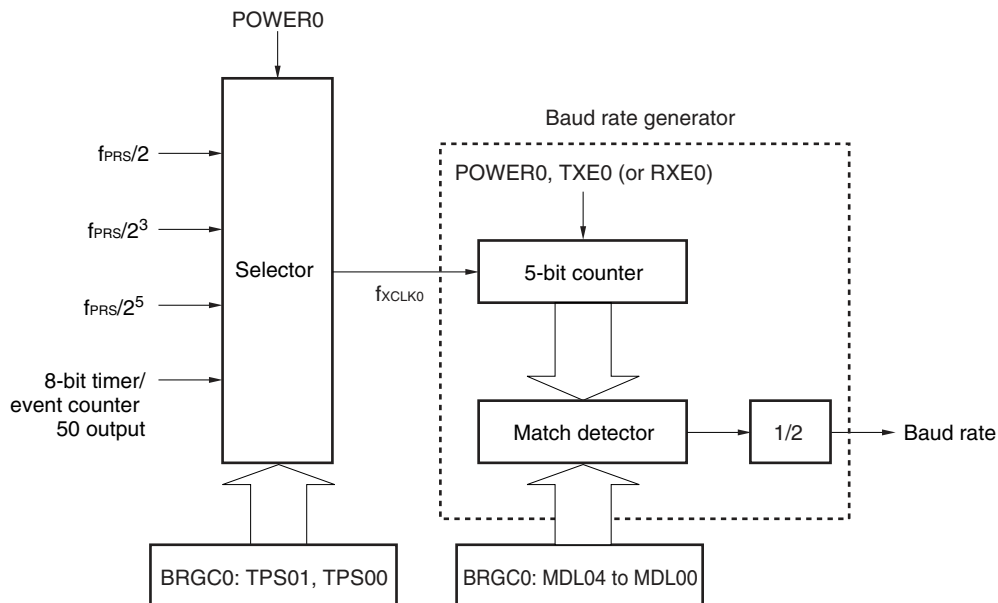 POWER0
Baud rate generator
fPRS/2
POWER0, TXE0 (or RXE0)
fPRS/2³
Selector
5-bit counter
fXCLK0
fPRS/2⁵
8-bit timer/
event counter
50 output
Match detector
1/2
Baud rate
BRGC0: TPS01, TPS00
BRGC0: MDL04 to MDL00